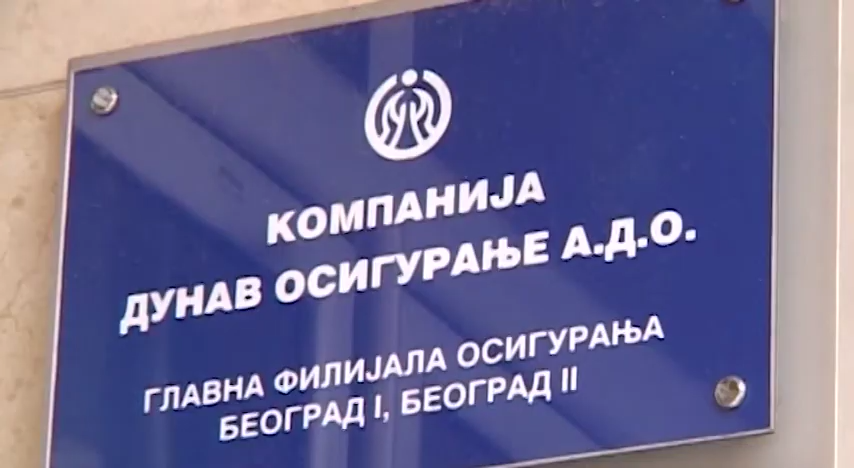 КОМПАНИЈА
ДУНАВ ОСИГУРАЊЕ А.Д.О.
ГЛАВНА ФИЛИЈАЛА ОСИГУРАЊА
БЕОГРАД I, БЕОГРАД II